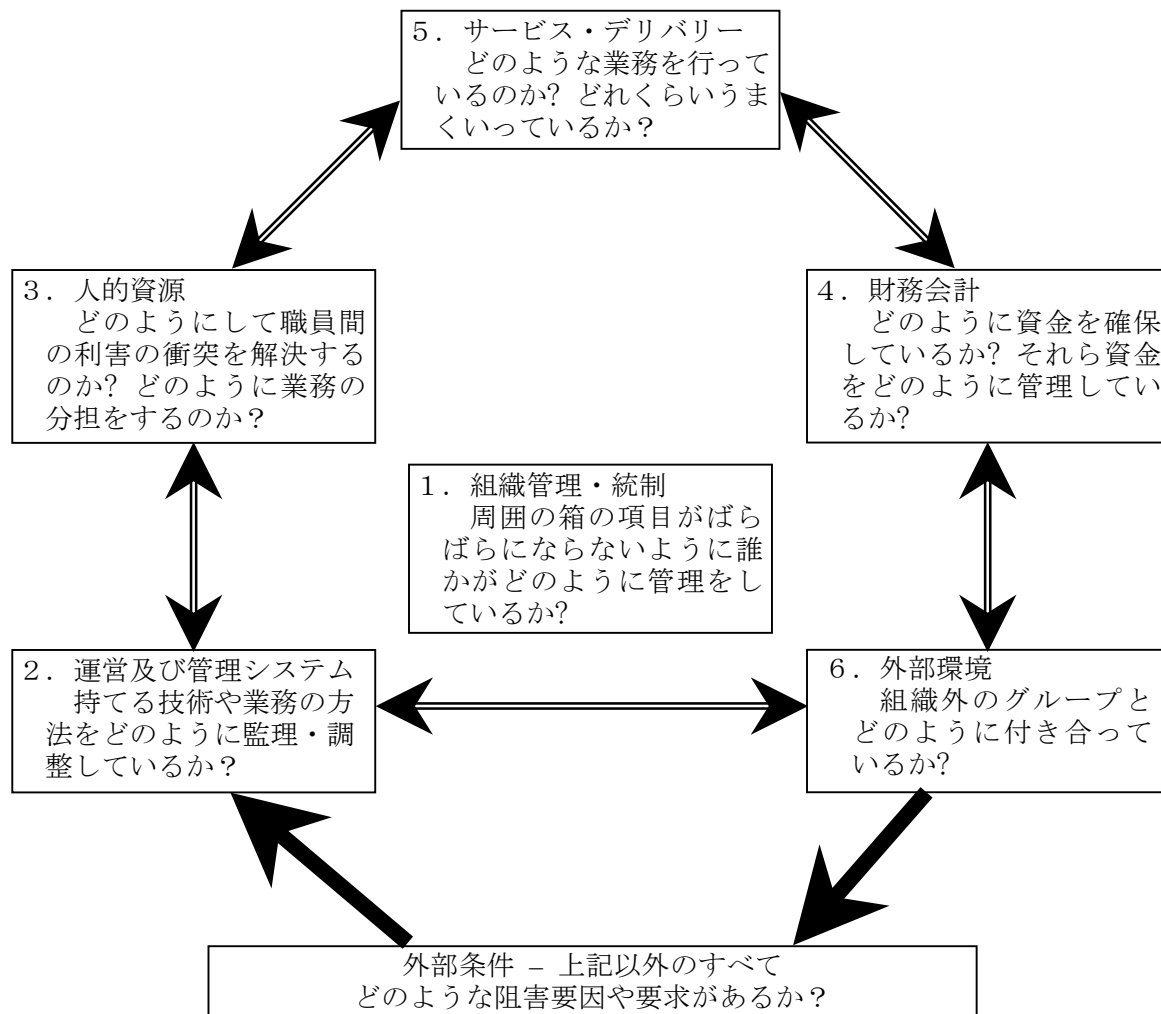 ５．サービス・デリバリー
どのような業務を行って
いるのか? どれくらいうま
くいっているか？
３．人的資源
どのようにして職員間
の利害の衝突を解決する
のか? どのように業務の
分担をするのか？
４．財務会計
どのように資金を確保
しているか? それら資金
をどのように管理してい
るか?
１．組織管理・統制
周囲の箱の項目がばら
ばらにならないように誰
かがどのように管理をし
ているか?
２．運営及び管理システム
持てる技術や業務の方
法をどのように監理・調
整しているか？
６．外部環境
組織外のグループと
どのように付き合って
いるか?
外部条件 – 上記以外のすべて
どのような阻害要因や要求があるか？